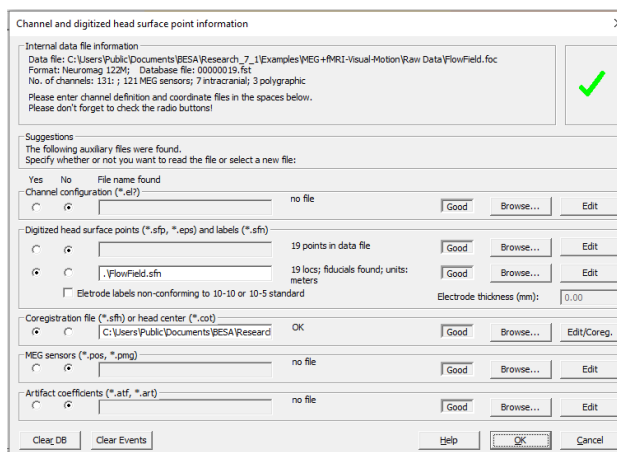 Channel and digitized head surface point information
Internal data file information
Data file: C:\Users\Public\Documents\BESA\Research_7_1\Examples\MEG+fMRI-Visual-Motion\Raw Data\FlowField.foc
Format: Neuromag 122M; Database file: 00000019.fst
No. of channels: 131: ; 121 MEG sensors; 7 intracranial; 3 polygraphic
Please enter channel definition and coordinate files in the spaces below.
Please don't forget to check the radio buttons!
Suggestions
The following auxiliary files were found.
Specify whether or not you want to read the file or select a new file:
Yes No File name found
Channel configuration (*.el?)
no file Good Browse... Edit
Digitized head surface points (*.sfp, *.eps) and labels (*.sfn)
19 points in data file Good Browse... Edit
.\FlowField.sfn 19 locs; fiducials found; units: meters Good Browse... Edit
Eletrode labels non-conforming to 10-10 or 10-5 standard Electrode thickness (mm): 0.00
Coregistration file (*.sfh) or head center (*.cot)
C:\Users\Public\Documents\BESA\Researd OK Good Browse... Edit/Coreg.
MEG sensors (*.pos, *.pmg)
no file Good Browse... Edit
Artifact coefficients (*.atf, *.art)
no file Good Browse... Edit
Clear DB Clear Events Help OK Cancel